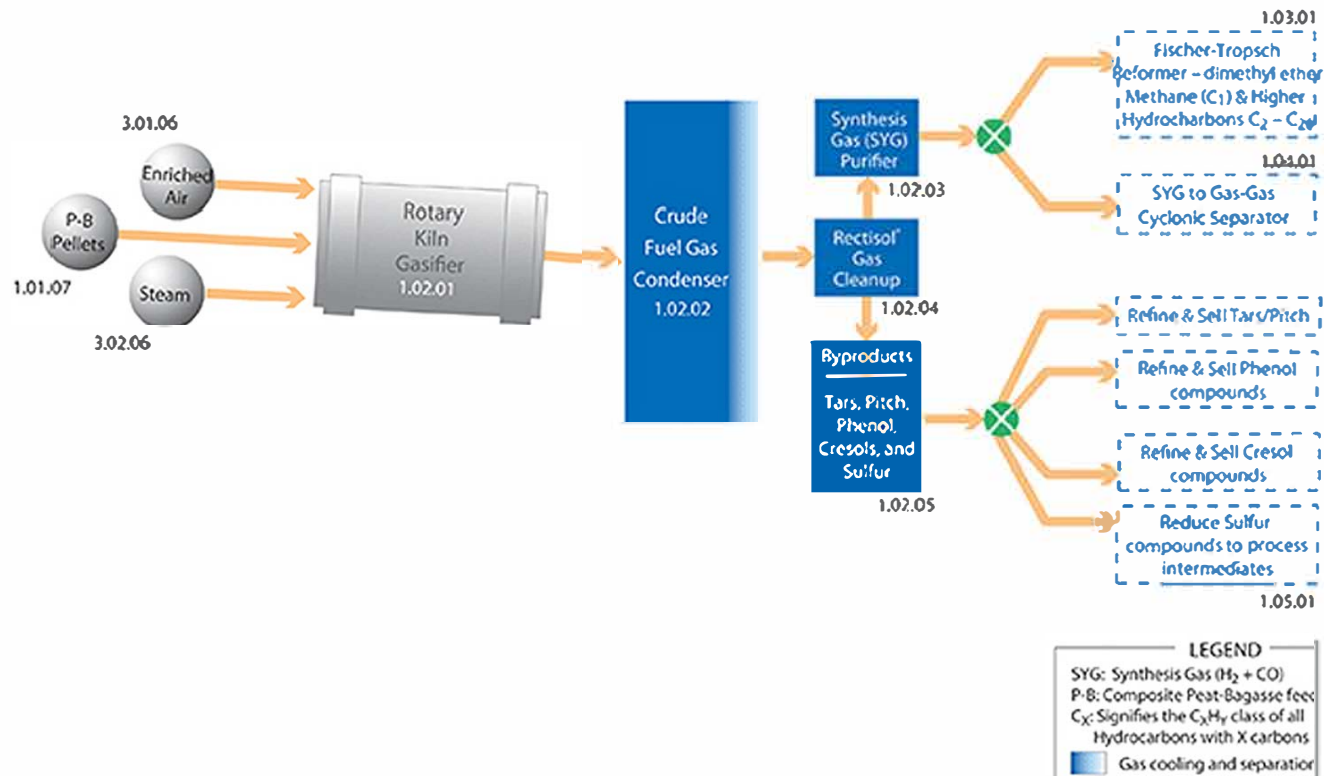 1.03.01
Fischer-Tropsch
Reformer – dimethyl ether
Methane (C₁) & Higher
Hydrocharbons C₂ – C₂₀
3.01.06
Enriched
Air
P-B
Pellets
1.01.07
Steam
3.02.06
Rotary
Kiln
Gasifier
1.02.01
Crude
Fuel Gas
Condenser
1.02.02
Synthesis
Gas (SYG)
Purifier
1.02.03
Rectisol®
Gas
Cleanup
1.02.04
Byproducts
Tars, Pitch,
Phenol,
Cresols, and
Sulfur
1.02.05
1.04.01
SYG to Gas-Gas
Cyclonic Separator
Refine & Sell Tars/Pitch
Refine & Sell Phenol
compounds
Refine & Sell Cresol
compounds
Reduce Sulfur
compounds to process
intermediates
1.05.01
LEGEND
SYG: Synthesis Gas (H₂ + CO)
P-B: Composite Peat-Bagasse feed
Cₓ: Signifies the CₓHᵧ class of all
Hydrocarbons with X carbons
Gas cooling and separation